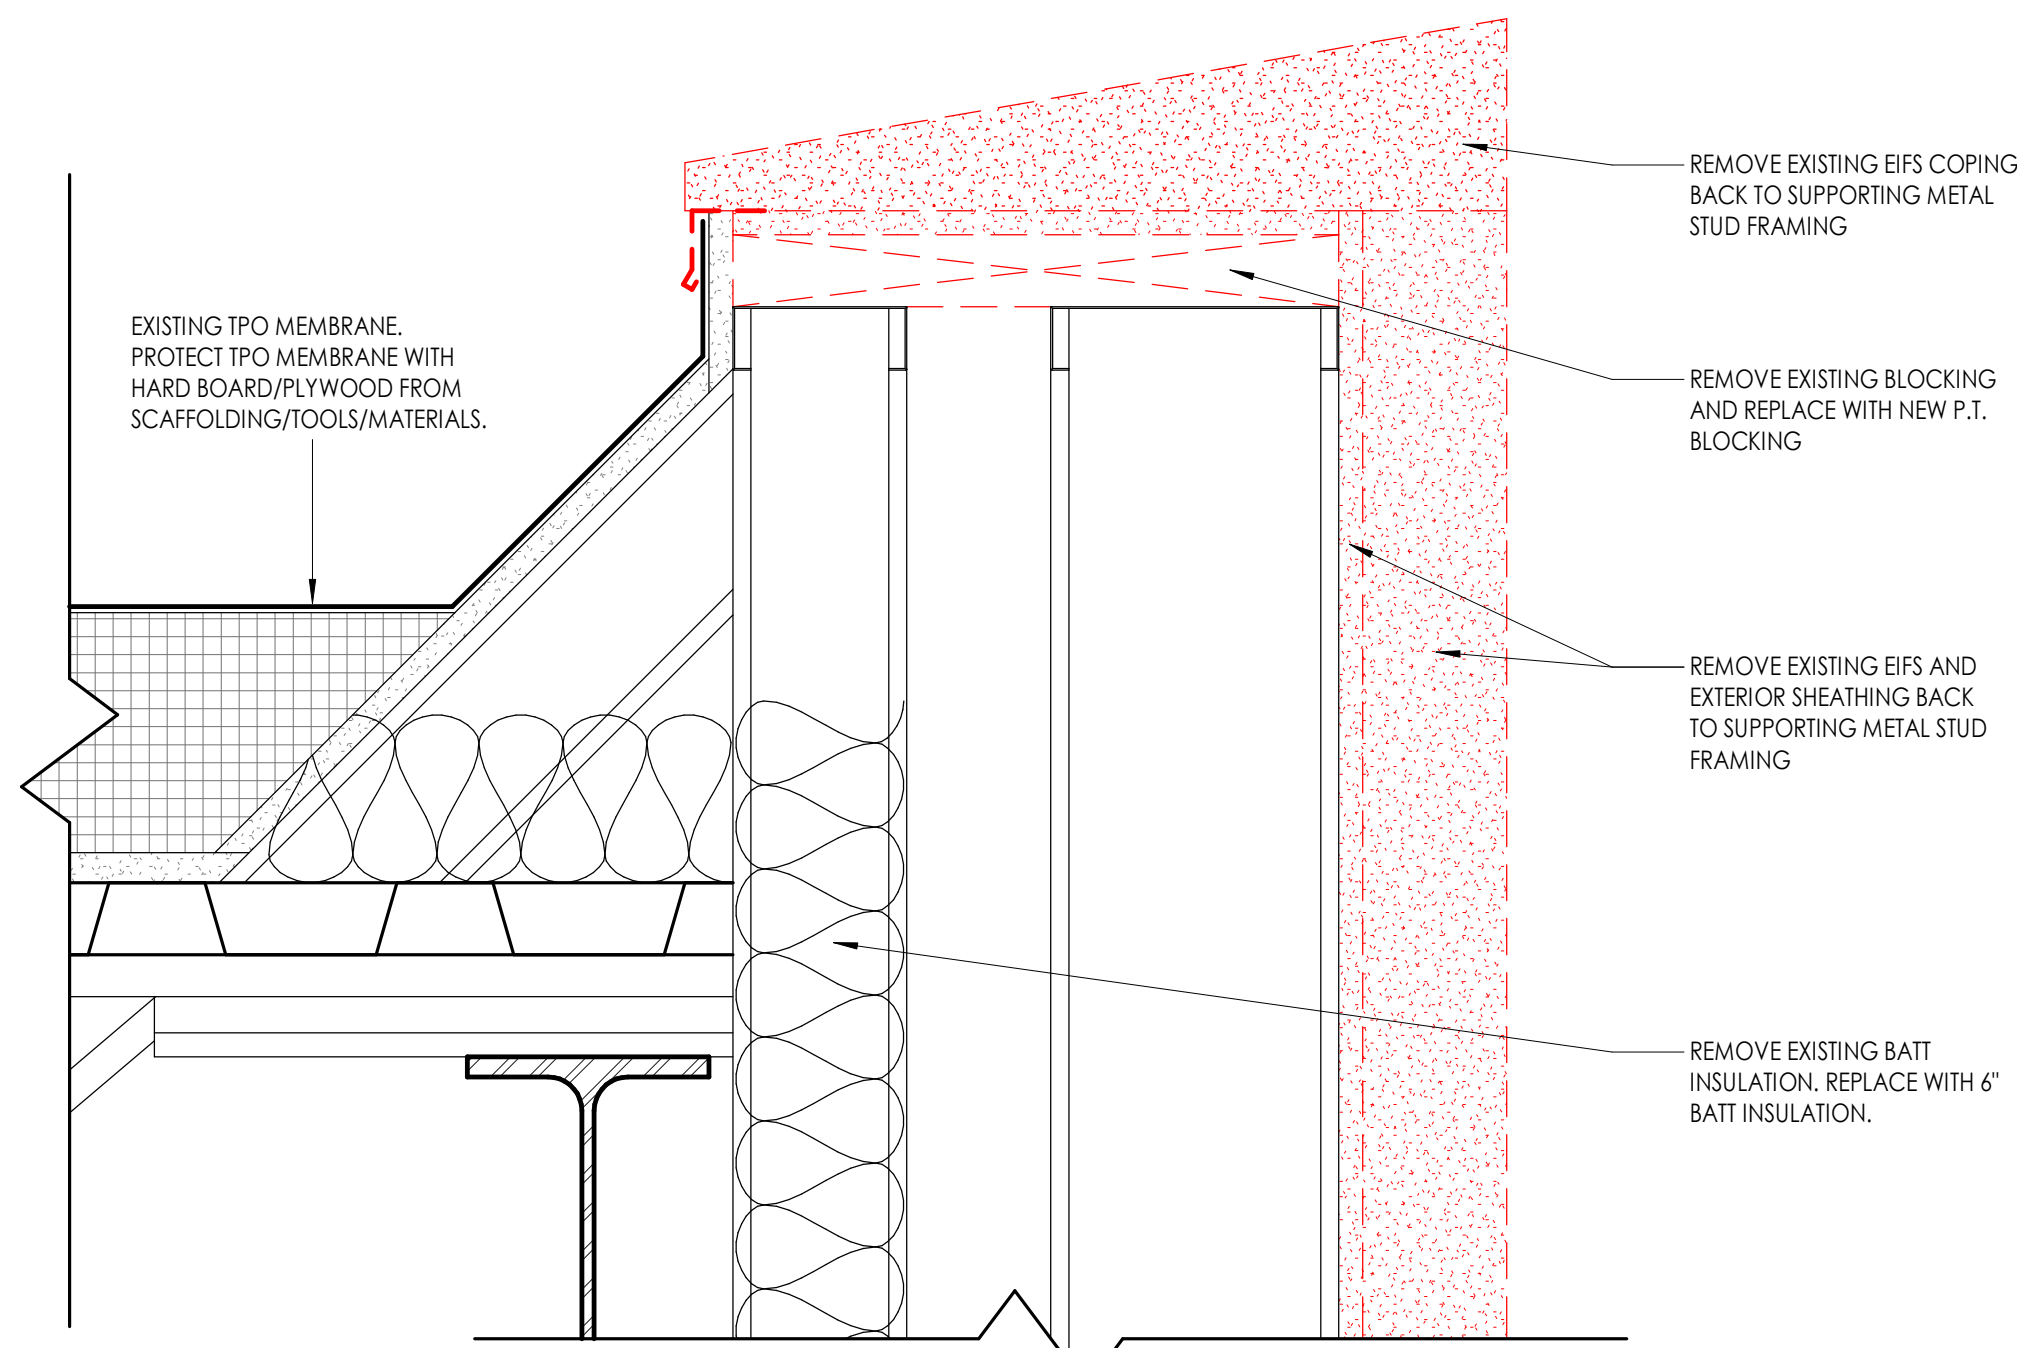 EXISTING TPO MEMBRANE.
PROTECT TPO MEMBRANE WITH
HARD BOARD/PLYWOOD FROM
SCAFFOLDING/TOOLS/MATERIALS.
REMOVE EXISTING EIFS COPING
BACK TO SUPPORTING METAL
STUD FRAMING
REMOVE EXISTING BLOCKING
AND REPLACE WITH NEW P.T.
BLOCKING
REMOVE EXISTING EIFS AND
EXTERIOR SHEATHING BACK
TO SUPPORTING METAL STUD
FRAMING
REMOVE EXISTING BATT
INSULATION. REPLACE WITH 6"
BATT INSULATION.